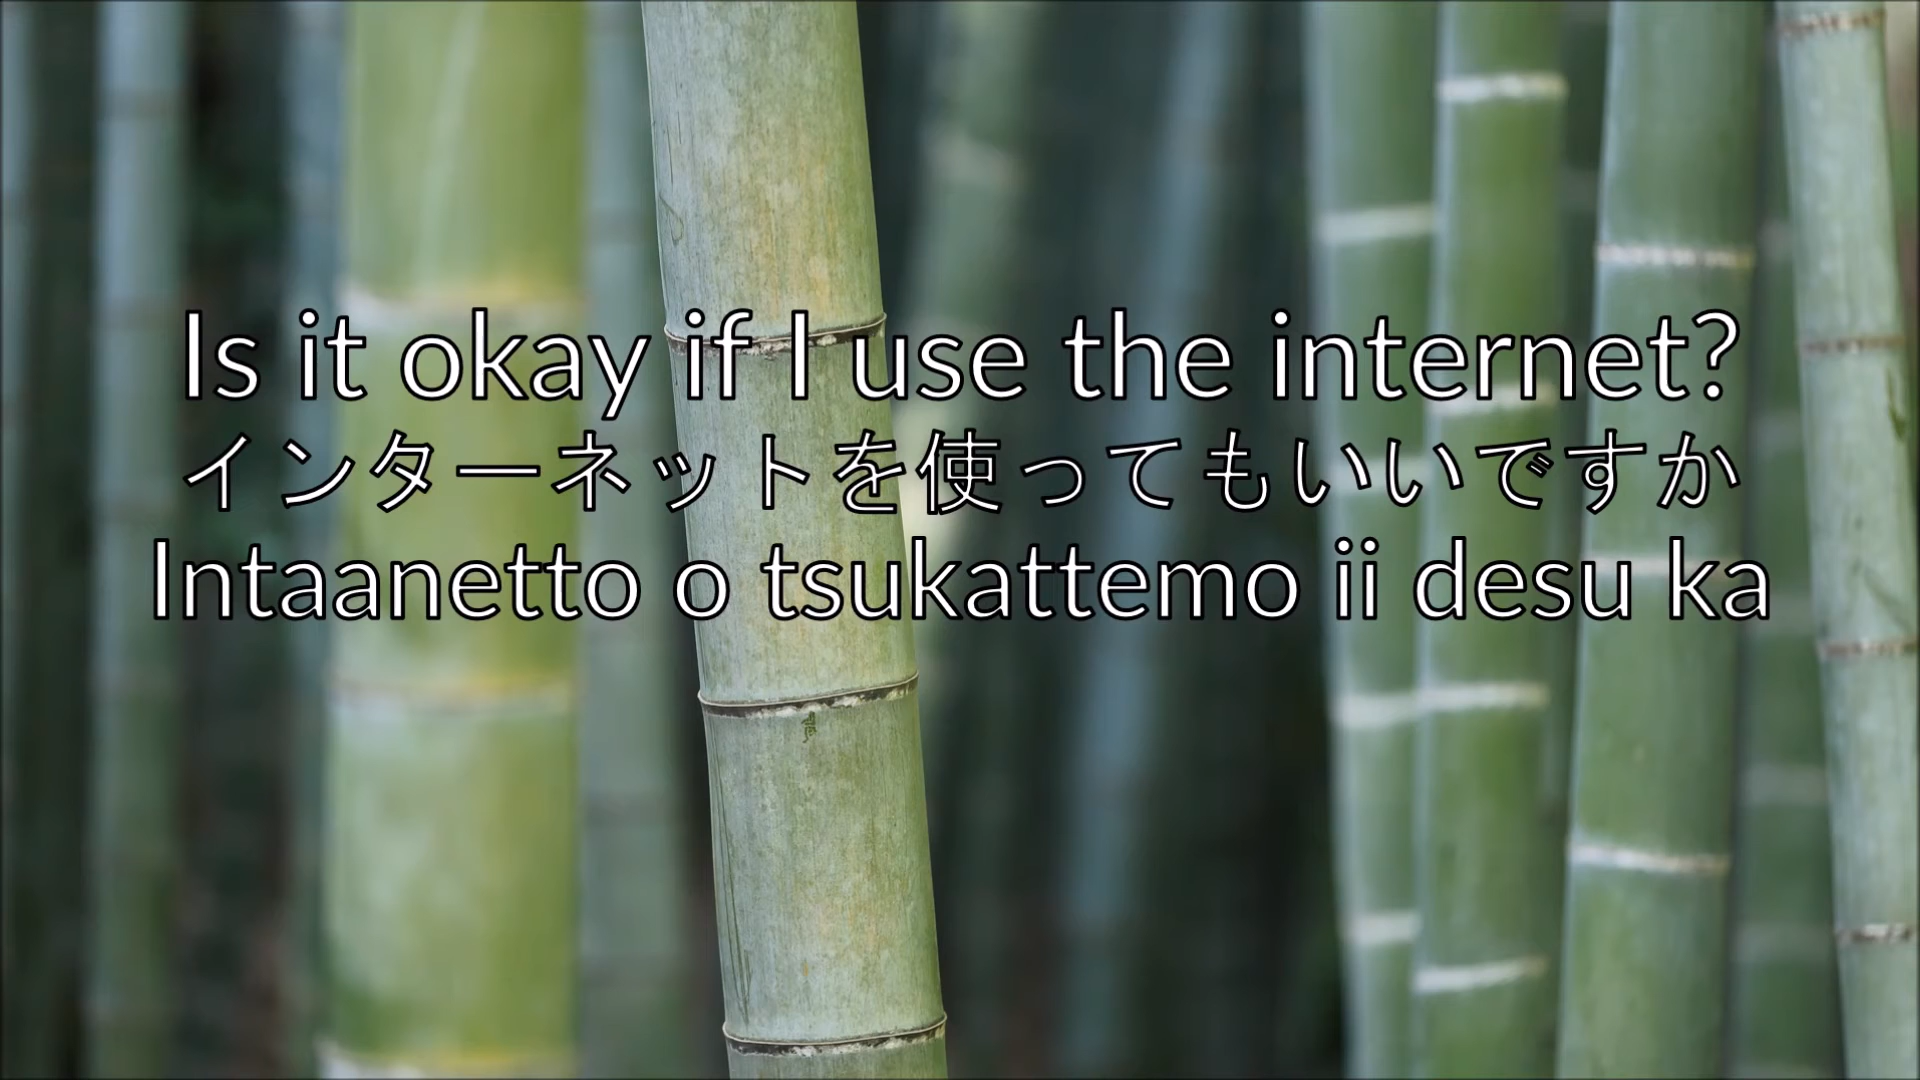 Is it okay if I use the internet?
インターネットを使ってもいいですか
Intaanetto o tsukattemo ii desu ka